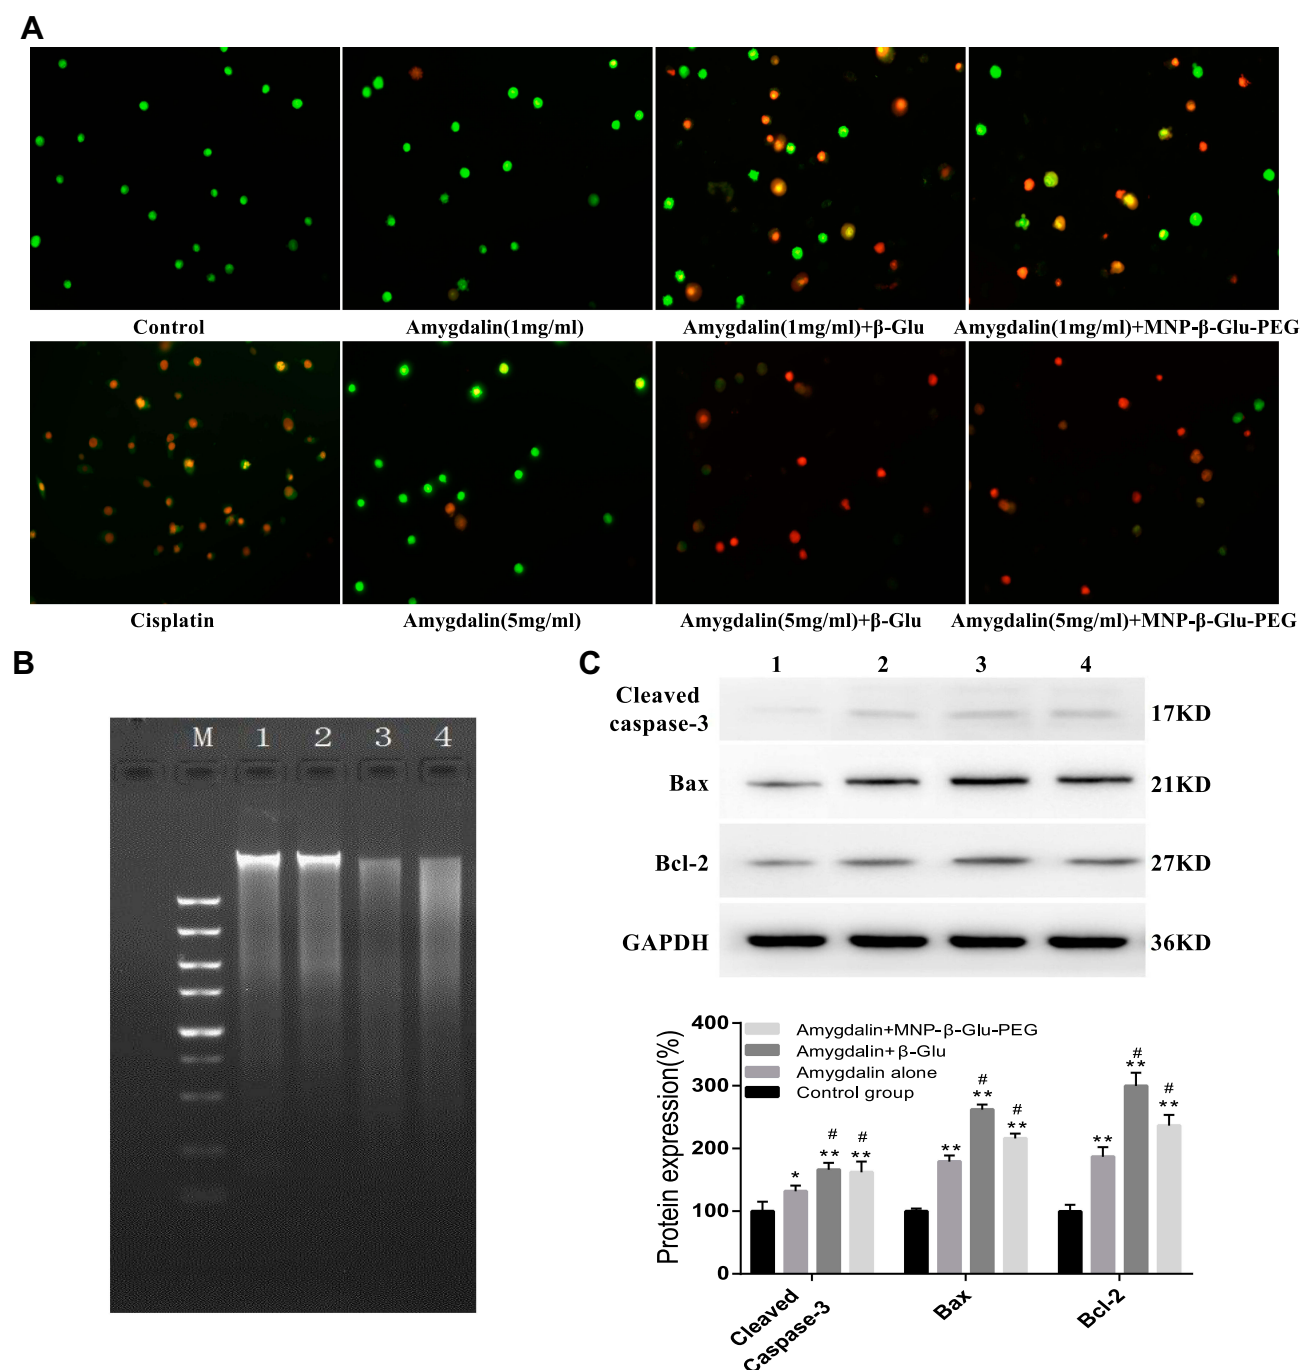 A
Control
Amygdalin(1mg/ml)
Amygdalin(1mg/ml)+β-Glu
Amygdalin(1mg/ml)+MNP-β-Glu-PEG
Cisplatin
Amygdalin(5mg/ml)
Amygdalin(5mg/ml)+β-Glu
Amygdalin(5mg/ml)+MNP-β-Glu-PEG
B
M 1 2 3 4
C
1 2 3 4
Cleaved
caspase-3
17KD
Bax
21KD
Bcl-2
27KD
GAPDH
36KD
Protein expression(%)
400
300
200
100
0
Amygdalin+MNP-β-Glu-PEG
Amygdalin+β-Glu
Amygdalin alone
Control group
*
**
#
**
#
**
**
#
**
#
**
**
#
**
#
Cleaved
Caspase-3
Bax
Bcl-2